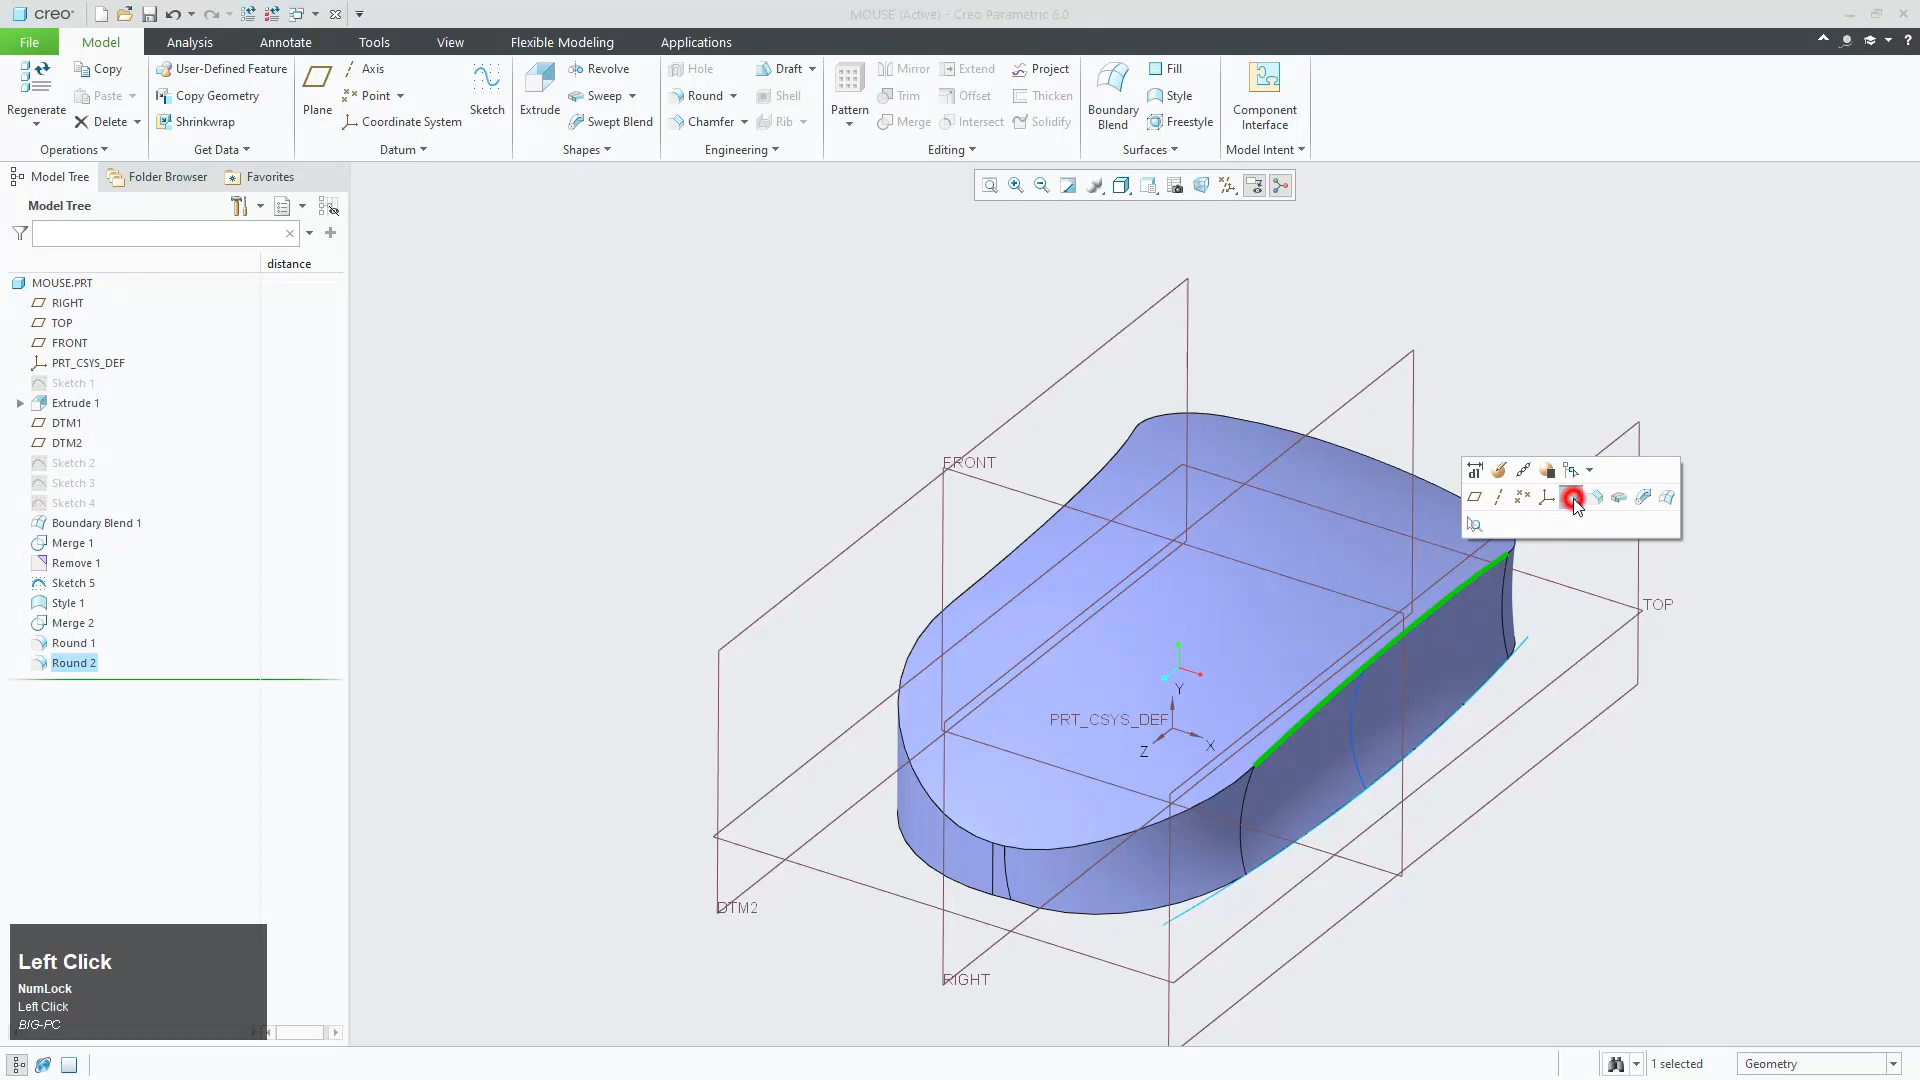 creo
MOUSE (Active) - Creo Parametric 6.0
File
Model
Analysis
Annotate
Tools
View
Flexible Modeling
Applications
Regenerate
Copy
Paste
Delete
Operations
User-Defined Feature
Copy Geometry
Shrinkwrap
Get Data
Plane
Axis
Point
Coordinate System
Sketch
Datum
Extrude
Revolve
Sweep
Swept Blend
Shapes
Hole
Round
Chamfer
Draft
Shell
Rib
Engineering
Pattern
Mirror
Trim
Merge
Extend
Offset
Intersect
Project
Thicken
Solidify
Editing
Boundary
Blend
Fill
Style
Freestyle
Surfaces
Component
Interface
Model Intent
Model Tree
Folder Browser
Favorites
Model Tree
distance
MOUSE.PRT
RIGHT
TOP
FRONT
PRT_CSYS_DEF
Sketch 1
Extrude 1
DTM1
DTM2
Sketch 2
Sketch 3
Sketch 4
Boundary Blend 1
Merge 1
Remove 1
Sketch 5
Style 1
Merge 2
Round 1
Round 2
FRONT
TOP
Y
PRT_CSYS_DEF
Z
X
DTM2
RIGHT
Left Click
NumLock
Left Click
BIG-PC
1 selected
Geometry